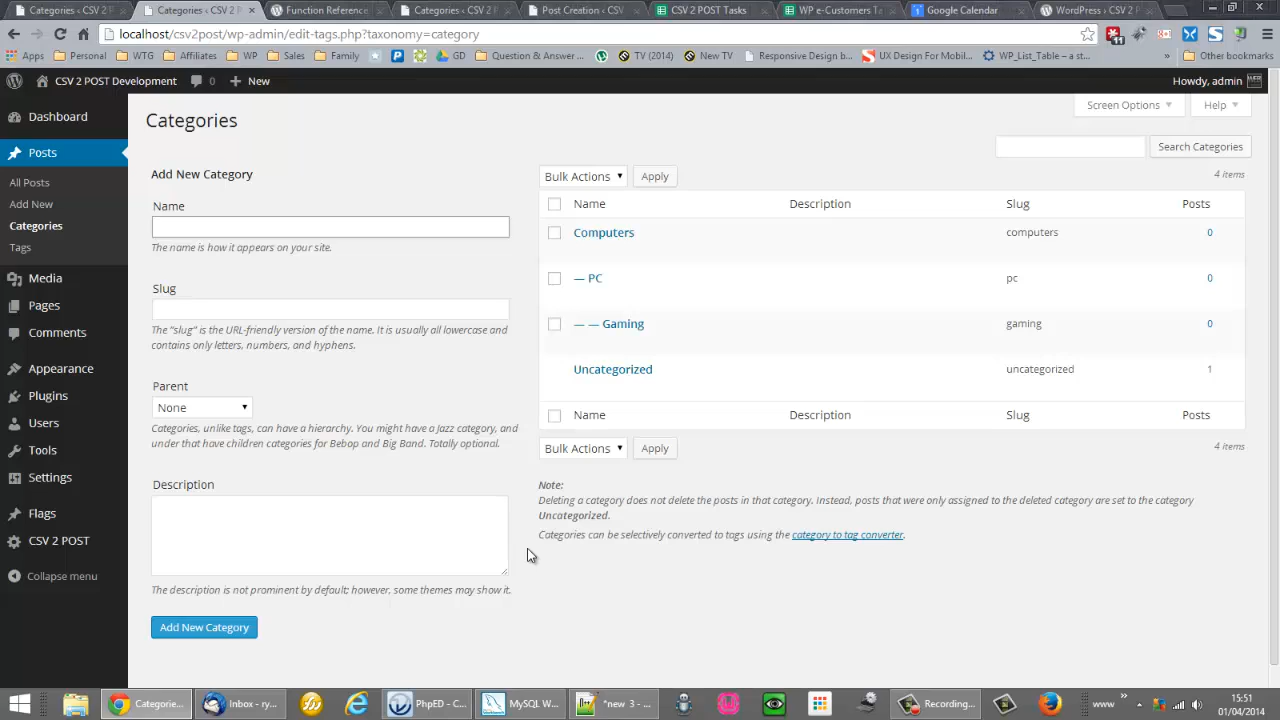 Categories ‹ CSV 2 P
Categories ‹ CSV 2 P
Function Reference
Categories ‹ CSV 2 P
Post Creation ‹ CSV
CSV 2 POST Tasks
WP e-Customers Ta
Google Calendar
WordPress › CSV 2 P
localhost/csv2post/wp-admin/edit-tags.php?taxonomy=category
11
Apps
Personal
WTG
Affiliates
WP
Sales
Family
GD
Question & Answer ...
TV (2014)
New TV
Responsive Design b...
UX Design For Mobil...
WP_List_Table – a st...
»
Other bookmarks
CSV 2 POST Development
0
New
Howdy, admin
Dashboard
Posts
All Posts
Add New
Categories
Tags
Media
Pages
Comments
Appearance
Plugins
Users
Tools
Settings
Flags
CSV 2 POST
Collapse menu
Screen Options
Help
Categories
Search Categories
Add New Category
Name
The name is how it appears on your site.
Slug
The "slug" is the URL-friendly version of the name. It is usually all lowercase and
contains only letters, numbers, and hyphens.
Parent
None
Categories, unlike tags, can have a hierarchy. You might have a Jazz category, and
under that have children categories for Bebop and Big Band. Totally optional.
Description
The description is not prominent by default; however, some themes may show it.
Add New Category
Bulk Actions
Apply
4 items
Name Description Slug Posts
Computers computers 0
— PC pc 0
— — Gaming gaming 0
Uncategorized uncategorized 1
Name Description Slug Posts
Bulk Actions
Apply
4 items
Note:
Deleting a category does not delete the posts in that category. Instead, posts that were only assigned to the deleted category are set to the category
Uncategorized.
Categories can be selectively converted to tags using the category to tag converter.
Categorie...
Inbox - ry...
PhpED - C...
MySQL W...
*new 3 - ...
Recording...
www
»
15:51
01/04/2014